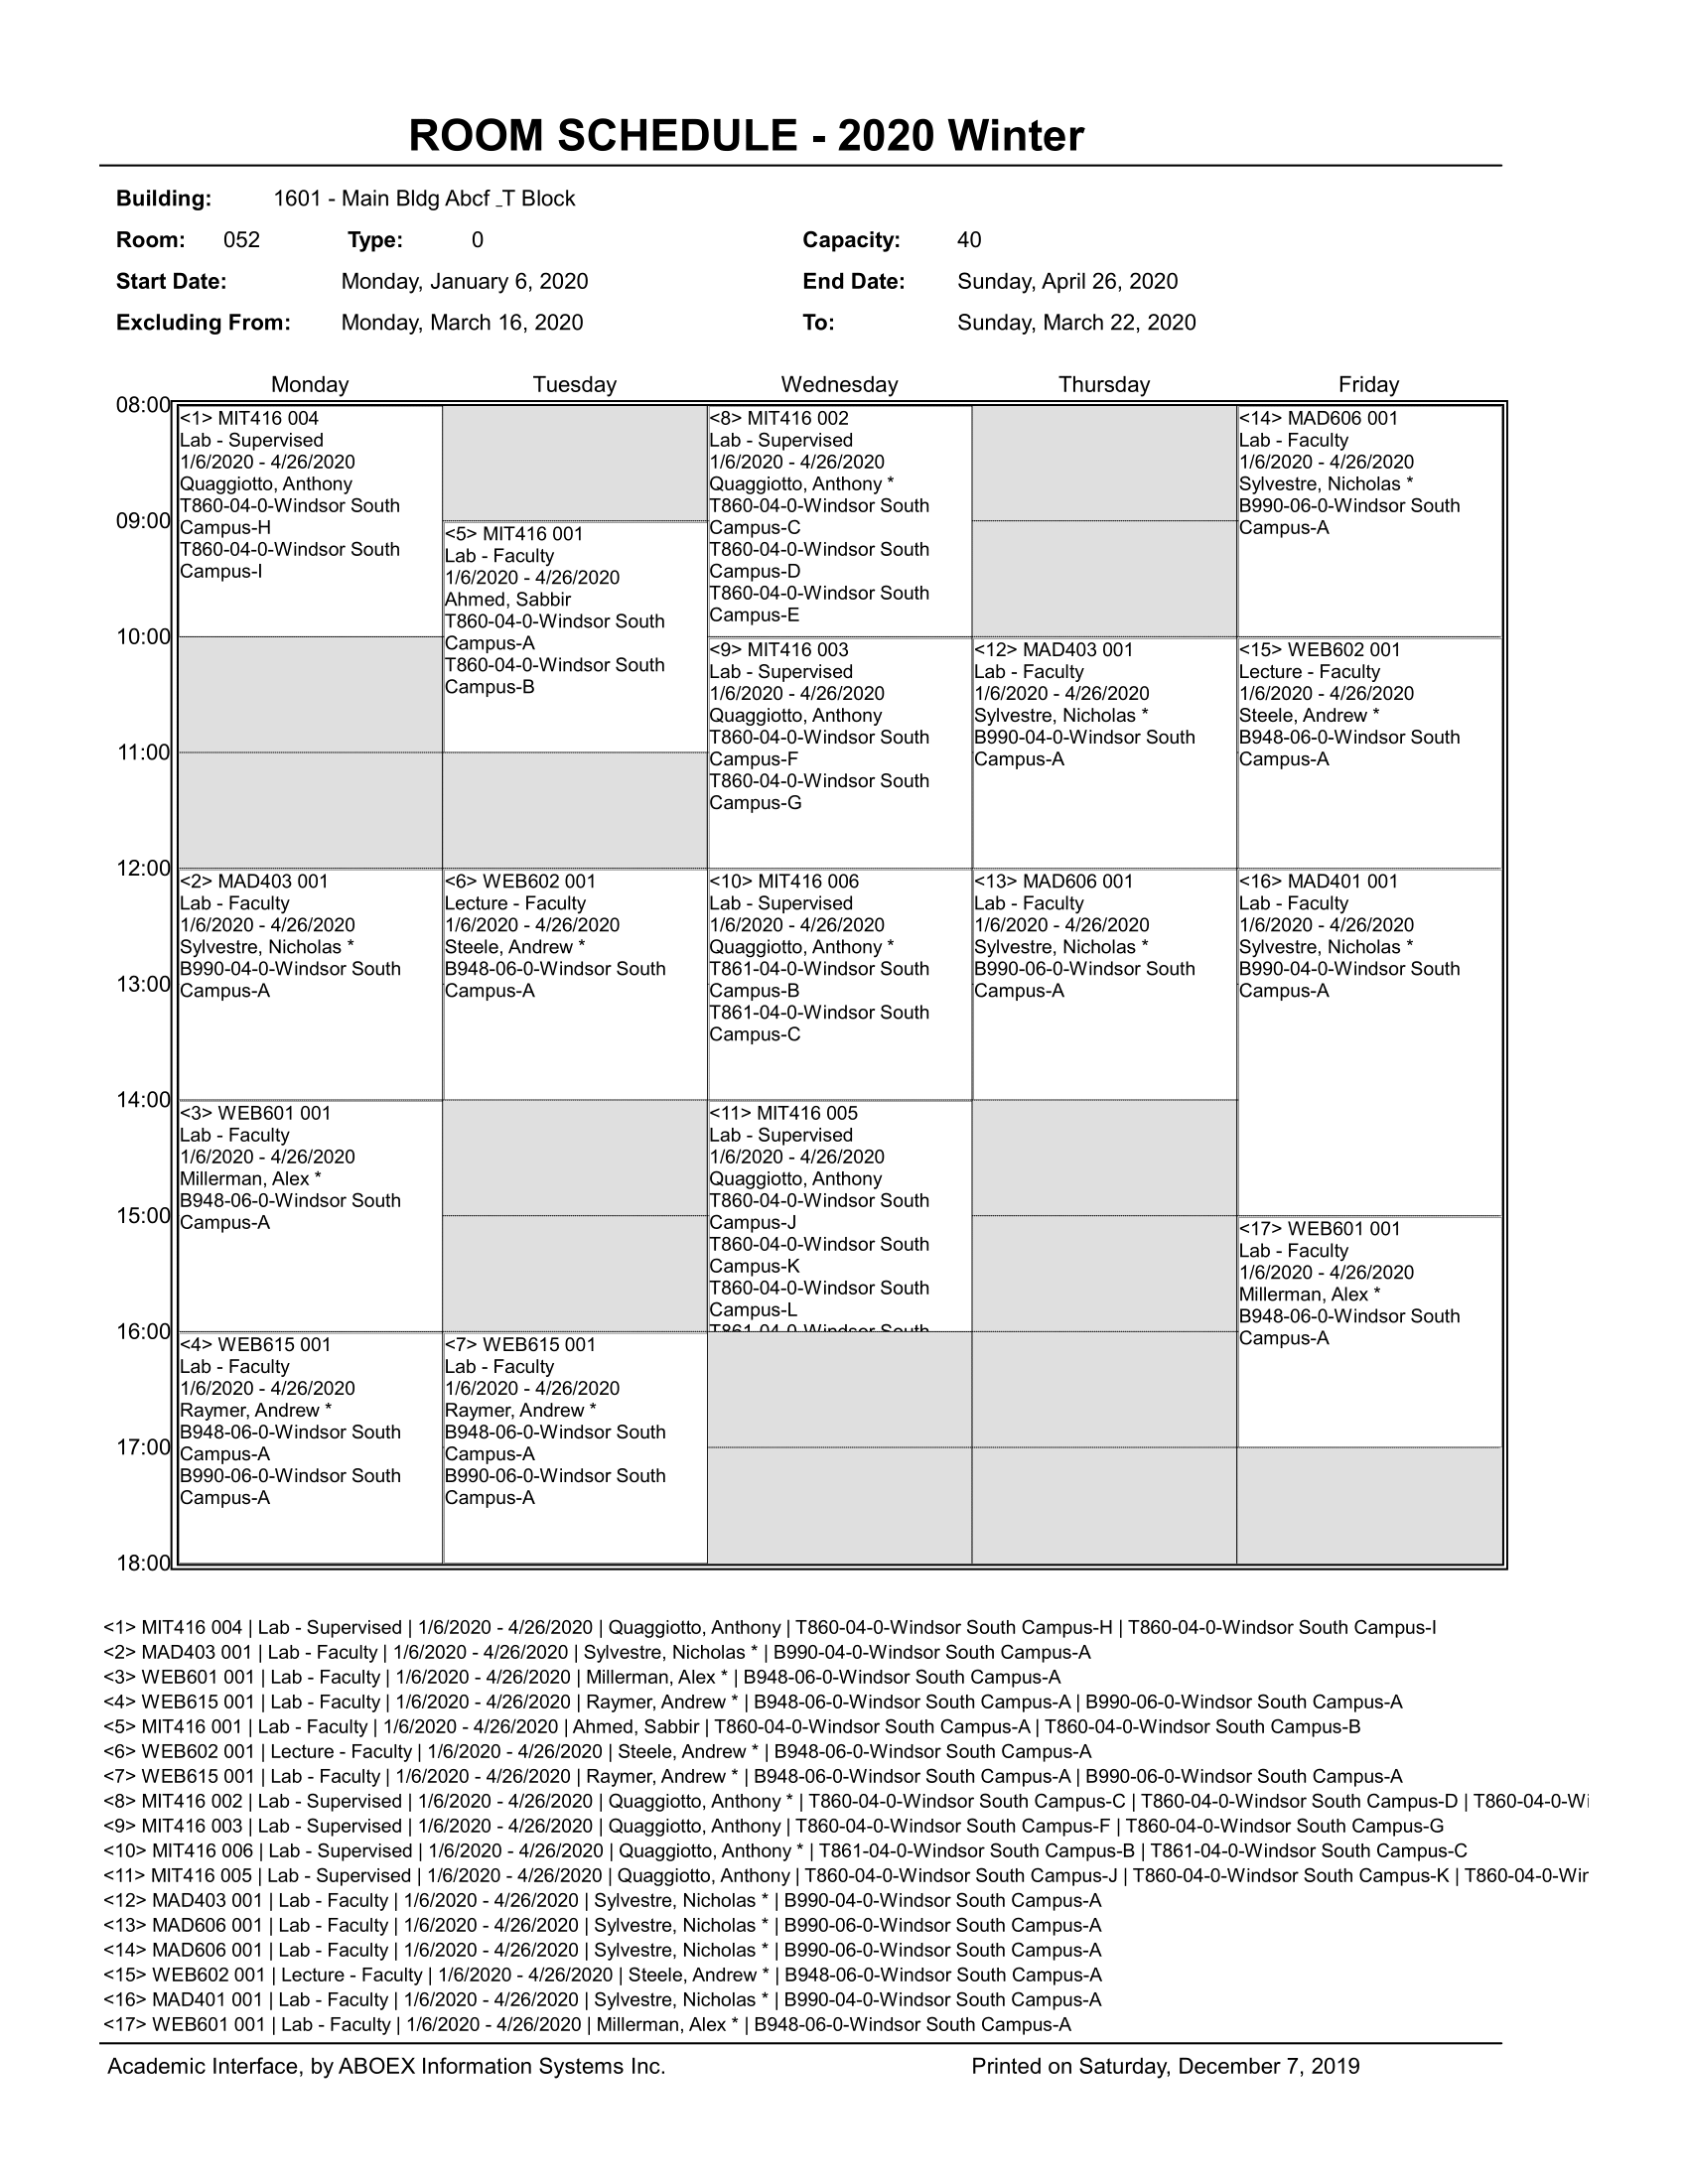 ROOM SCHEDULE - 2020 Winter
Building: 1601 - Main Bldg Abcf _T Block
Room: 052 Type: 0 Capacity: 40
Start Date: Monday, January 6, 2020 End Date: Sunday, April 26, 2020
Excluding From: Monday, March 16, 2020 To: Sunday, March 22, 2020
Monday Tuesday Wednesday Thursday Friday
08:00
09:00
10:00
11:00
12:00
13:00
14:00
15:00
16:00
17:00
18:00
<1> MIT416 004
Lab - Supervised
1/6/2020 - 4/26/2020
Quaggiotto, Anthony
T860-04-0-Windsor South
Campus-H
T860-04-0-Windsor South
Campus-I
<2> MAD403 001
Lab - Faculty
1/6/2020 - 4/26/2020
Sylvestre, Nicholas *
B990-04-0-Windsor South
Campus-A
<3> WEB601 001
Lab - Faculty
1/6/2020 - 4/26/2020
Millerman, Alex *
B948-06-0-Windsor South
Campus-A
<4> WEB615 001
Lab - Faculty
1/6/2020 - 4/26/2020
Raymer, Andrew *
B948-06-0-Windsor South
Campus-A
B990-06-0-Windsor South
Campus-A
<5> MIT416 001
Lab - Faculty
1/6/2020 - 4/26/2020
Ahmed, Sabbir
T860-04-0-Windsor South
Campus-A
T860-04-0-Windsor South
Campus-B
<6> WEB602 001
Lecture - Faculty
1/6/2020 - 4/26/2020
Steele, Andrew *
B948-06-0-Windsor South
Campus-A
<7> WEB615 001
Lab - Faculty
1/6/2020 - 4/26/2020
Raymer, Andrew *
B948-06-0-Windsor South
Campus-A
B990-06-0-Windsor South
Campus-A
<8> MIT416 002
Lab - Supervised
1/6/2020 - 4/26/2020
Quaggiotto, Anthony *
T860-04-0-Windsor South
Campus-C
T860-04-0-Windsor South
Campus-D
T860-04-0-Windsor South
Campus-E
<9> MIT416 003
Lab - Supervised
1/6/2020 - 4/26/2020
Quaggiotto, Anthony
T860-04-0-Windsor South
Campus-F
T860-04-0-Windsor South
Campus-G
<10> MIT416 006
Lab - Supervised
1/6/2020 - 4/26/2020
Quaggiotto, Anthony *
T861-04-0-Windsor South
Campus-B
T861-04-0-Windsor South
Campus-C
<11> MIT416 005
Lab - Supervised
1/6/2020 - 4/26/2020
Quaggiotto, Anthony
T860-04-0-Windsor South
Campus-J
T860-04-0-Windsor South
Campus-K
T860-04-0-Windsor South
Campus-L
T861-04-0-Windsor South
<12> MAD403 001
Lab - Faculty
1/6/2020 - 4/26/2020
Sylvestre, Nicholas *
B990-04-0-Windsor South
Campus-A
<13> MAD606 001
Lab - Faculty
1/6/2020 - 4/26/2020
Sylvestre, Nicholas *
B990-06-0-Windsor South
Campus-A
<14> MAD606 001
Lab - Faculty
1/6/2020 - 4/26/2020
Sylvestre, Nicholas *
B990-06-0-Windsor South
Campus-A
<15> WEB602 001
Lecture - Faculty
1/6/2020 - 4/26/2020
Steele, Andrew *
B948-06-0-Windsor South
Campus-A
<16> MAD401 001
Lab - Faculty
1/6/2020 - 4/26/2020
Sylvestre, Nicholas *
B990-04-0-Windsor South
Campus-A
<17> WEB601 001
Lab - Faculty
1/6/2020 - 4/26/2020
Millerman, Alex *
B948-06-0-Windsor South
Campus-A
<1> MIT416 004 | Lab - Supervised | 1/6/2020 - 4/26/2020 | Quaggiotto, Anthony | T860-04-0-Windsor South Campus-H | T860-04-0-Windsor South Campus-I
<2> MAD403 001 | Lab - Faculty | 1/6/2020 - 4/26/2020 | Sylvestre, Nicholas * | B990-04-0-Windsor South Campus-A
<3> WEB601 001 | Lab - Faculty | 1/6/2020 - 4/26/2020 | Millerman, Alex * | B948-06-0-Windsor South Campus-A
<4> WEB615 001 | Lab - Faculty | 1/6/2020 - 4/26/2020 | Raymer, Andrew * | B948-06-0-Windsor South Campus-A | B990-06-0-Windsor South Campus-A
<5> MIT416 001 | Lab - Faculty | 1/6/2020 - 4/26/2020 | Ahmed, Sabbir | T860-04-0-Windsor South Campus-A | T860-04-0-Windsor South Campus-B
<6> WEB602 001 | Lecture - Faculty | 1/6/2020 - 4/26/2020 | Steele, Andrew * | B948-06-0-Windsor South Campus-A
<7> WEB615 001 | Lab - Faculty | 1/6/2020 - 4/26/2020 | Raymer, Andrew * | B948-06-0-Windsor South Campus-A | B990-06-0-Windsor South Campus-A
<8> MIT416 002 | Lab - Supervised | 1/6/2020 - 4/26/2020 | Quaggiotto, Anthony * | T860-04-0-Windsor South Campus-C | T860-04-0-Windsor South Campus-D | T860-04-0-Wi
<9> MIT416 003 | Lab - Supervised | 1/6/2020 - 4/26/2020 | Quaggiotto, Anthony | T860-04-0-Windsor South Campus-F | T860-04-0-Windsor South Campus-G
<10> MIT416 006 | Lab - Supervised | 1/6/2020 - 4/26/2020 | Quaggiotto, Anthony * | T861-04-0-Windsor South Campus-B | T861-04-0-Windsor South Campus-C
<11> MIT416 005 | Lab - Supervised | 1/6/2020 - 4/26/2020 | Quaggiotto, Anthony | T860-04-0-Windsor South Campus-J | T860-04-0-Windsor South Campus-K | T860-04-0-Wir
<12> MAD403 001 | Lab - Faculty | 1/6/2020 - 4/26/2020 | Sylvestre, Nicholas * | B990-04-0-Windsor South Campus-A
<13> MAD606 001 | Lab - Faculty | 1/6/2020 - 4/26/2020 | Sylvestre, Nicholas * | B990-06-0-Windsor South Campus-A
<14> MAD606 001 | Lab - Faculty | 1/6/2020 - 4/26/2020 | Sylvestre, Nicholas * | B990-06-0-Windsor South Campus-A
<15> WEB602 001 | Lecture - Faculty | 1/6/2020 - 4/26/2020 | Steele, Andrew * | B948-06-0-Windsor South Campus-A
<16> MAD401 001 | Lab - Faculty | 1/6/2020 - 4/26/2020 | Sylvestre, Nicholas * | B990-04-0-Windsor South Campus-A
<17> WEB601 001 | Lab - Faculty | 1/6/2020 - 4/26/2020 | Millerman, Alex * | B948-06-0-Windsor South Campus-A
Academic Interface, by ABOEX Information Systems Inc. Printed on Saturday, December 7, 2019